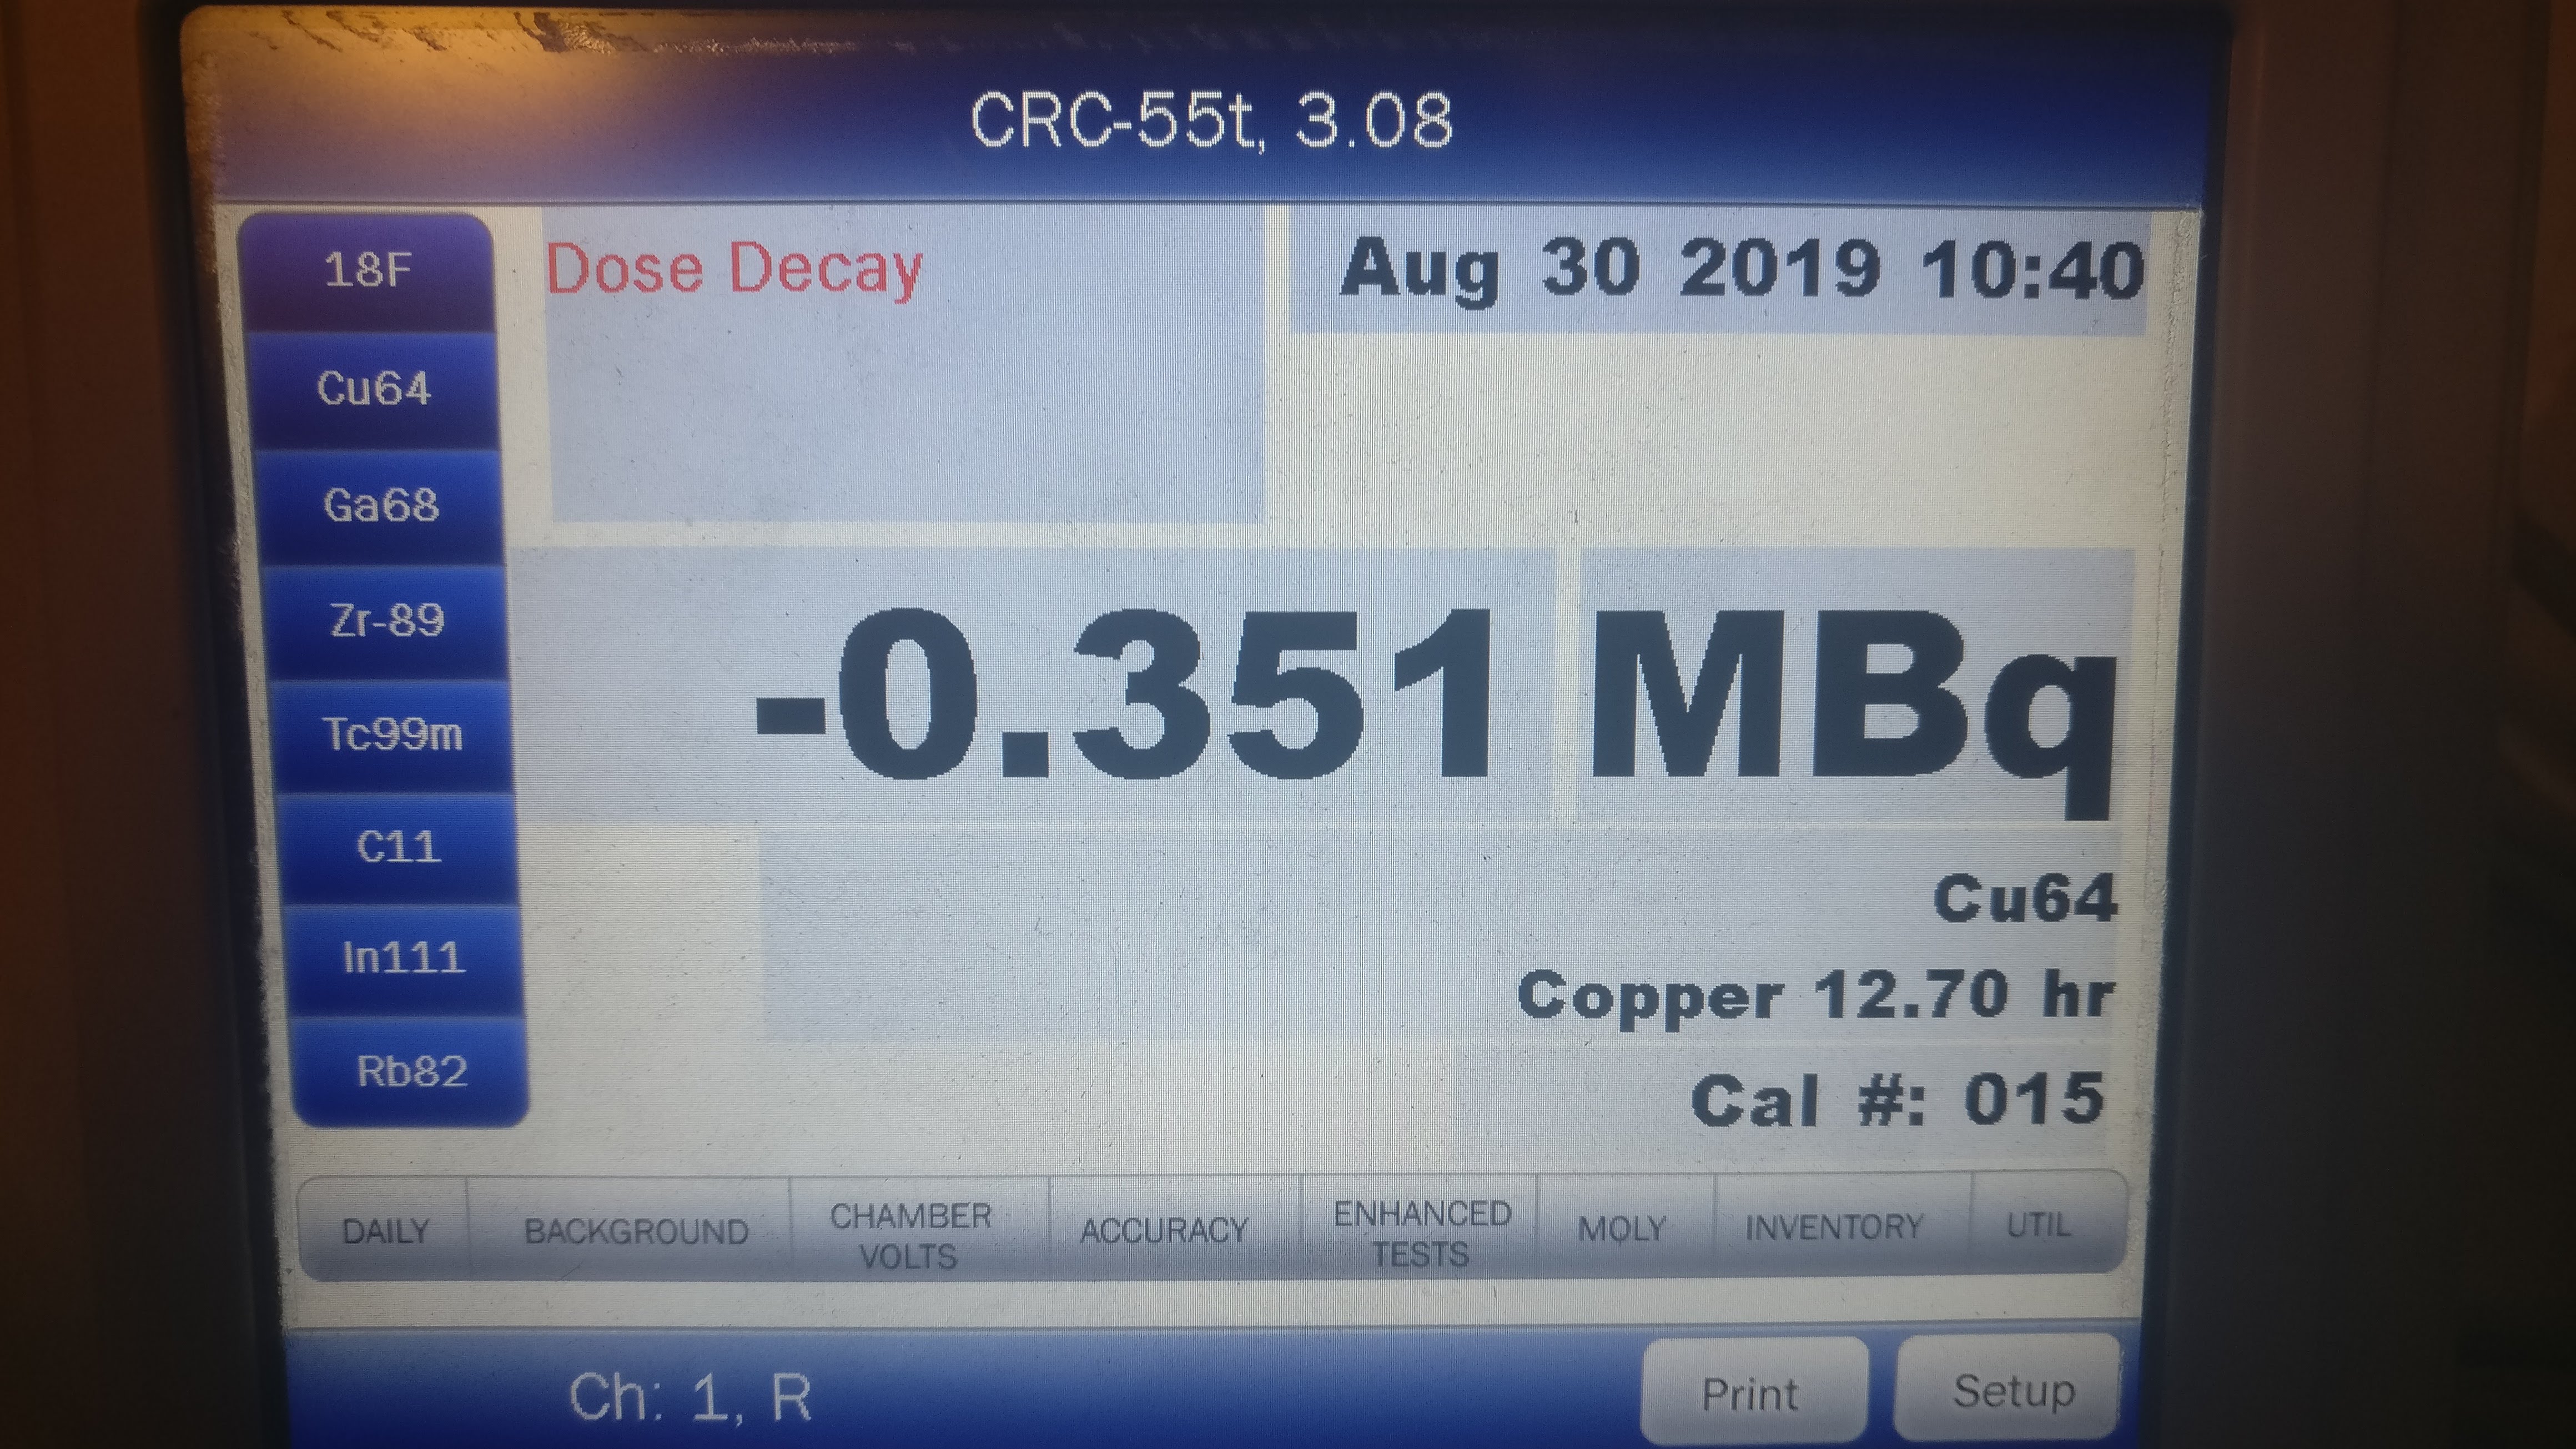 CRC-55t, 3.08
18F
Cu64
Ga68
Zr-89
Tc99m
C11
In111
Rb82
Dose Decay
Aug 30 2019 10:40
-0.351 MBq
Cu64
Copper 12.70 hr
Cal #: 015
DAILY
BACKGROUND
CHAMBER
VOLTS
ACCURACY
ENHANCED
TESTS
MOLY
INVENTORY
UTIL
Ch: 1, R
Print
Setup